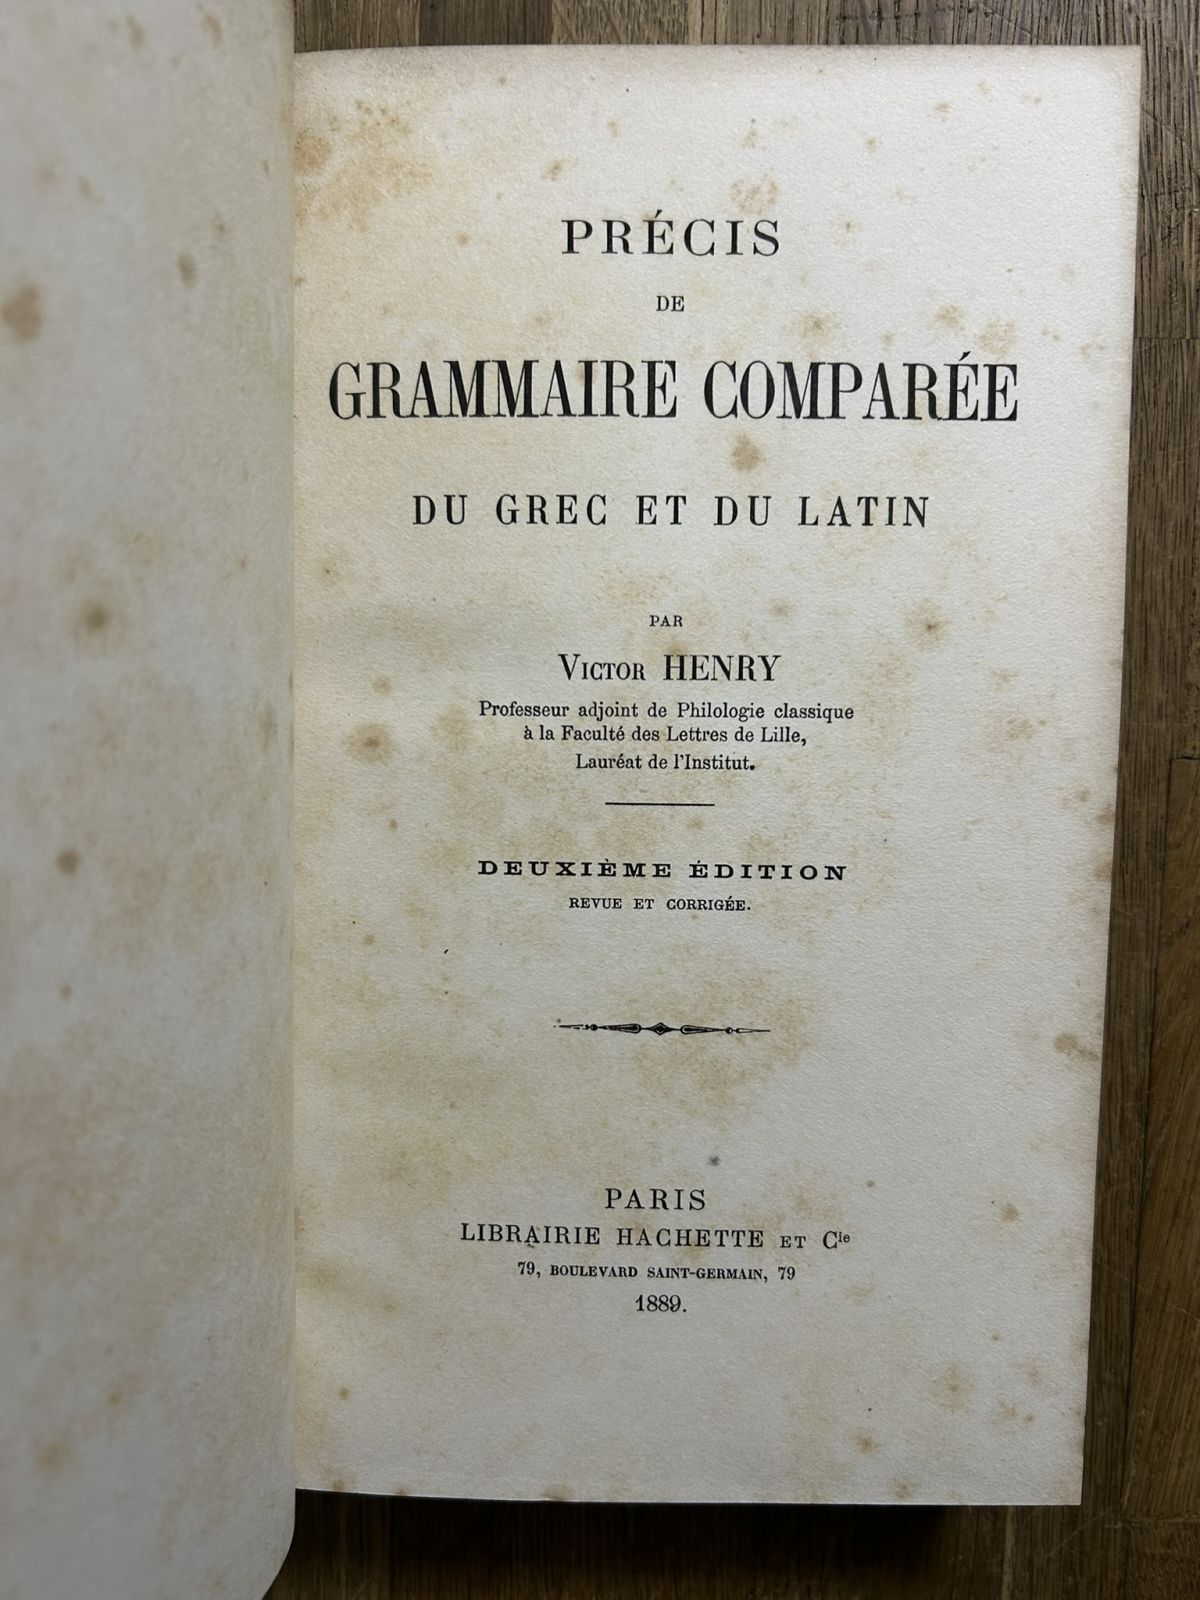 PRÉCIS
DE
GRAMMAIRE COMPARÉE
DU GREC ET DU LATIN
PAR
VICTOR HENRY
Professeur adjoint de Philologie classique
à la Faculté des Lettres de Lille,
Lauréat de l'Institut.
DEUXIÈME ÉDITION
REVUE ET CORRIGÉE.
PARIS
LIBRAIRIE HACHETTE ET Cie
79, BOULEVARD SAINT-GERMAIN, 79
1889.